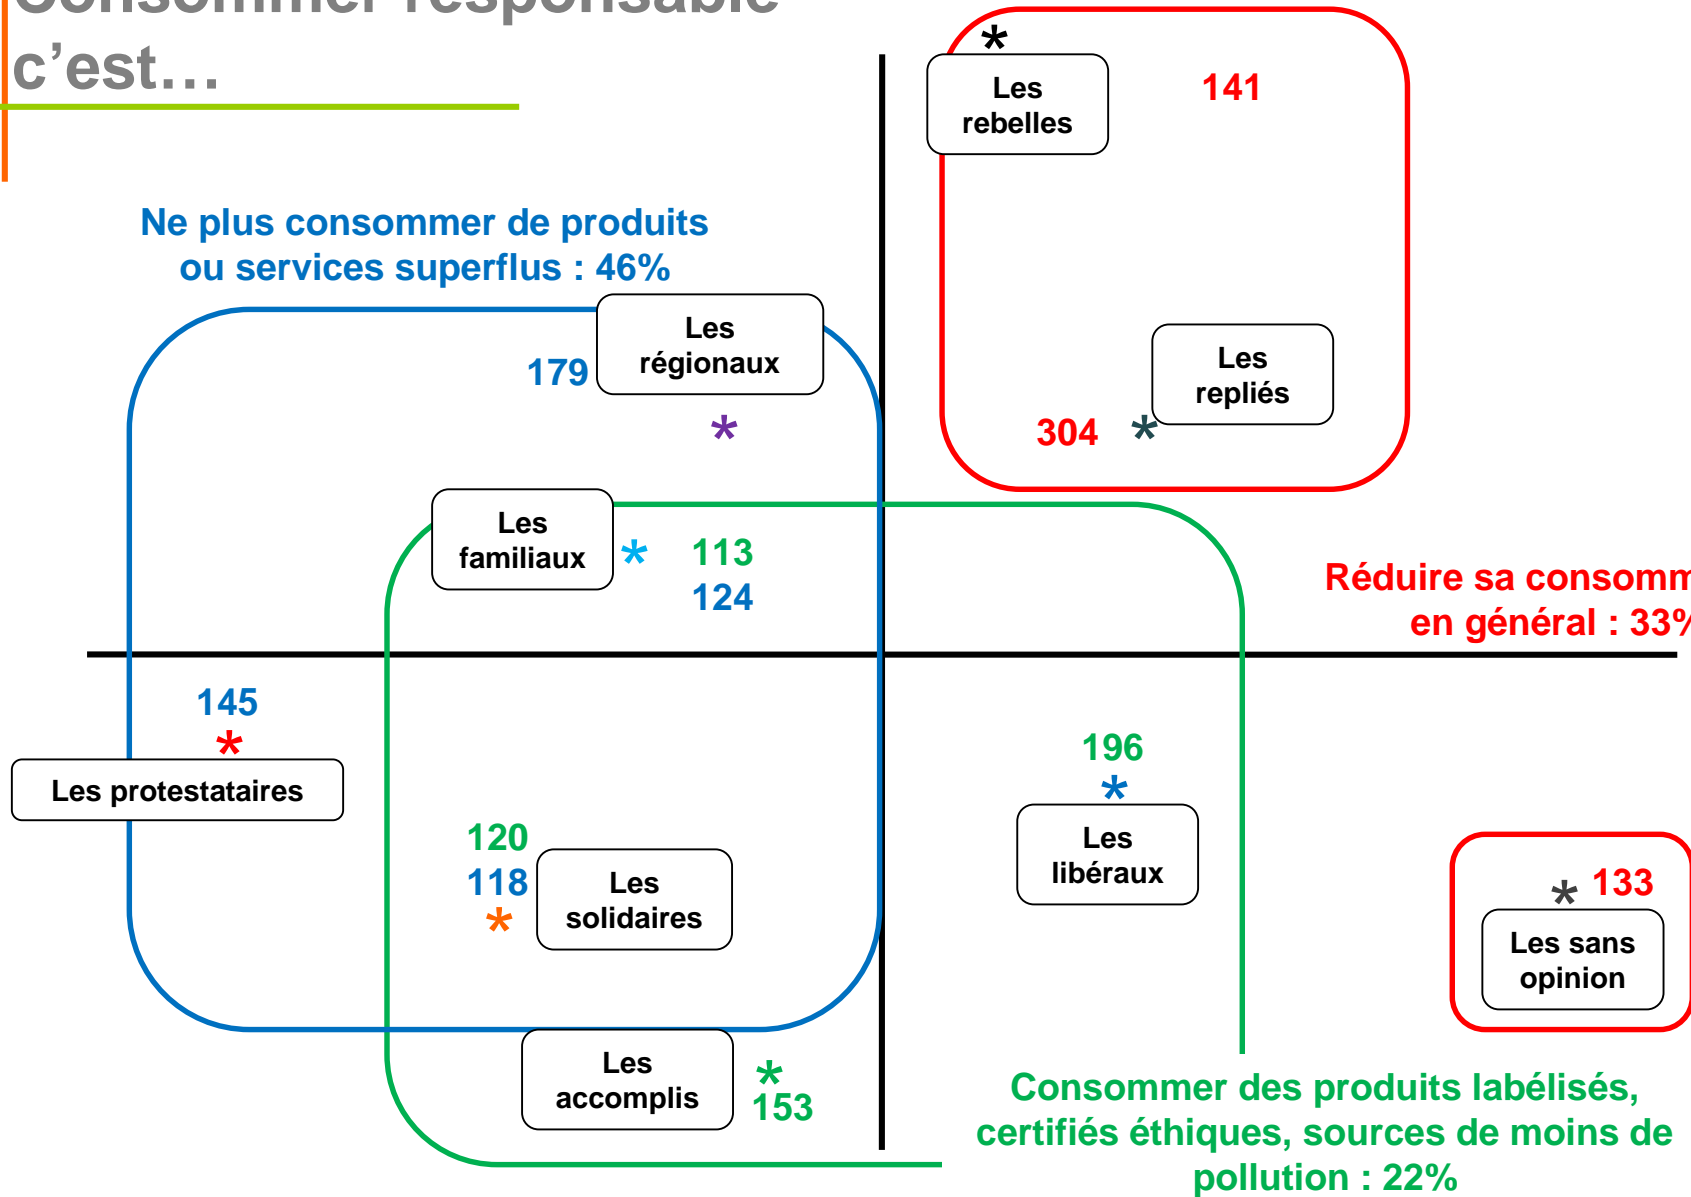 Consommer responsable
c’est…
Les
rebelles
141
Ne plus consommer de produits
ou services superflus : 46%
Les
régionaux
179
Les
repliés
304
Les
familiaux
113
124
Réduire sa consomm
en général : 33%
145
Les protestataires
196
Les
libéraux
120
118
Les
solidaires
133
Les sans
opinion
Les
accomplis
153
Consommer des produits labélisés,
certifiés éthiques, sources de moins de
pollution : 22%